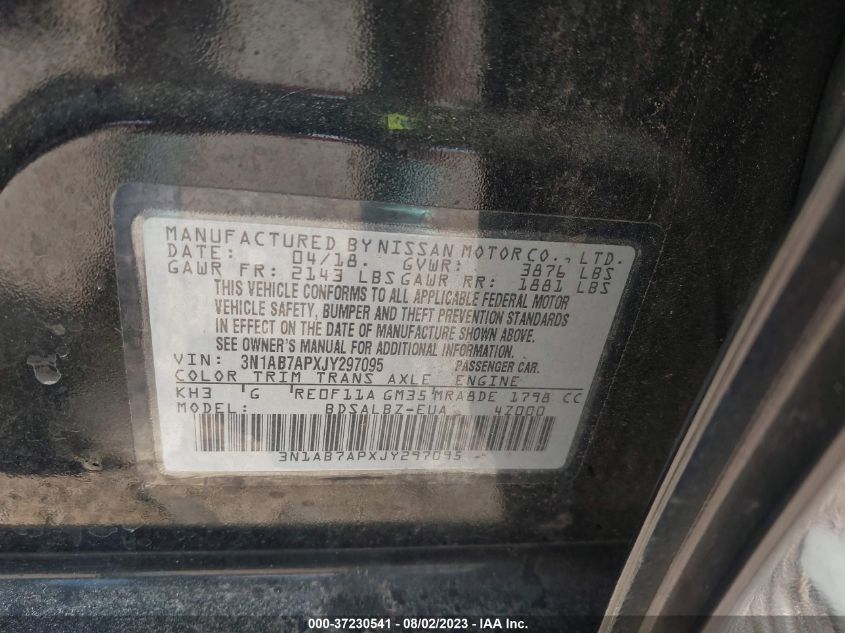 MANUFACTURED BY NISSAN MOTOR CO., LTD.
DATE: 04/18 GVWR: 3876 LBS
GAWR FR: 2143 LBS GAWR RR: 1881 LBS
THIS VEHICLE CONFORMS TO ALL APPLICABLE FEDERAL MOTOR
VEHICLE SAFETY, BUMPER AND THEFT PREVENTION STANDARDS
IN EFFECT ON THE DATE OF MANUFACTURE SHOWN ABOVE.
SEE OWNER'S MANUAL FOR ADDITIONAL INFORMATION.
VIN: 3N1AB7APXJY297095 PASSENGER CAR.
COLOR TRIM TRANS AXLE ENGINE
KH3 G RE0F11A GM35 MRA8DE 1798 CC
MODEL: BDSALBZ-EUA 4Z000
3N1AB7APXJY297095
000-37230541 - 08/02/2023 - IAAI.com